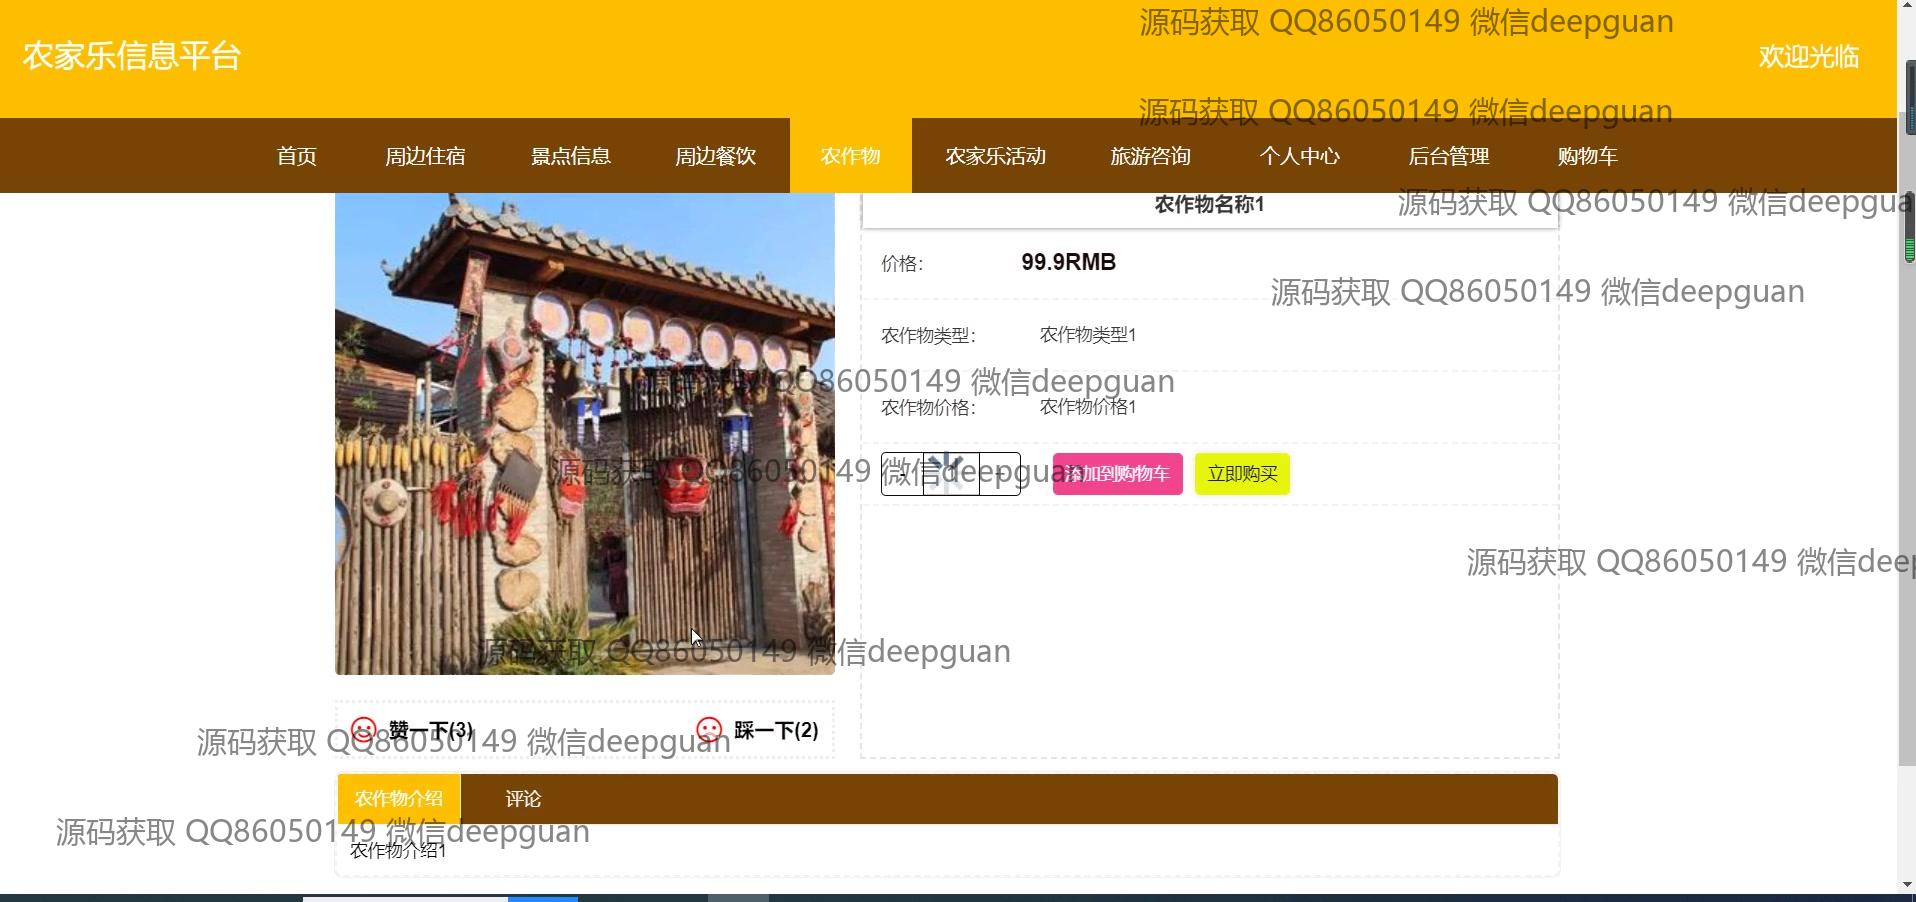 源码获取 QQ86050149 微信deepguan
农家乐信息平台
欢迎光临
源码获取 QQ86050149 微信deepguan
首页 周边住宿 景点信息 周边餐饮 农作物 农家乐活动 旅游咨询 个人中心 后台管理 购物车
农作物名称1
源码获取 QQ86050149 微信deepgua
价格： 99.9RMB
源码获取 QQ86050149 微信deepguan
农作物类型： 农作物类型1
源码获取 QQ86050149 微信deepguan
农作物价格： 农作物价格1
源码获取 QQ86050149 微信deepguan
添加到购物车 立即购买
源码获取 QQ86050149 微信deep
源码获取 QQ86050149 微信deepguan
赞一下(3) 踩一下(2)
源码获取 QQ86050149 微信deepguan
农作物介绍 评论
源码获取 QQ86050149 微信deepguan
农作物介绍1